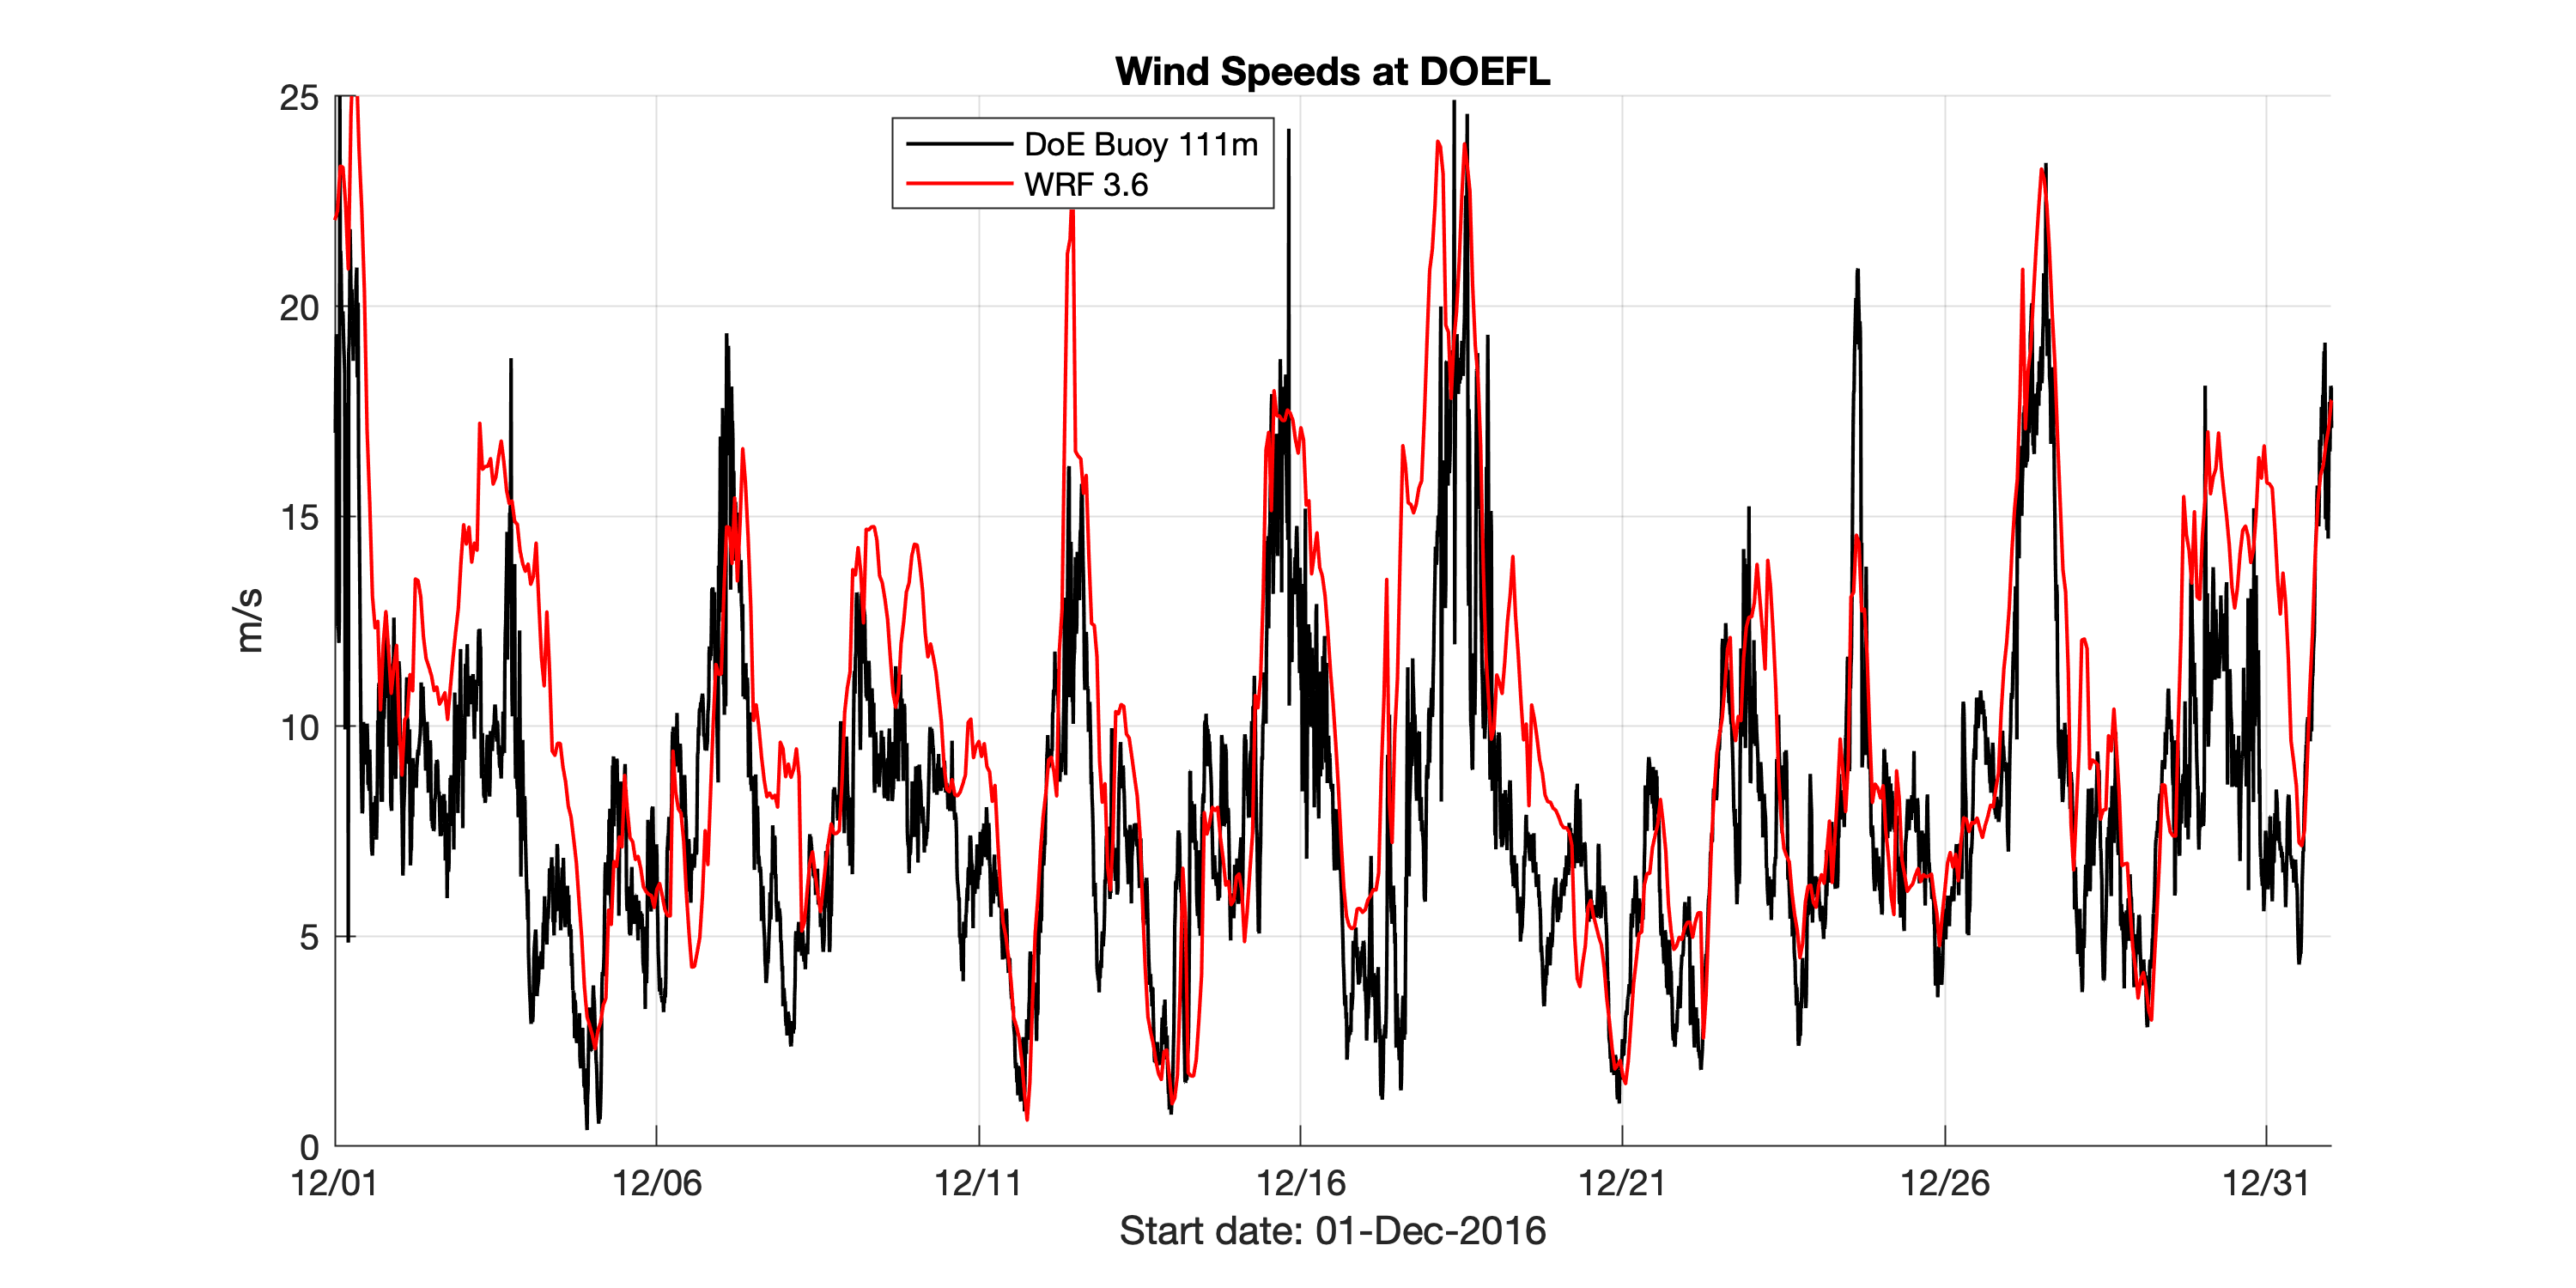 Wind Speeds at DOEFL
DoE Buoy 111m
WRF 3.6
m/s
25
20
15
10
5
0
12/01 12/06 12/11 12/16 12/21 12/26 12/31
Start date: 01-Dec-2016